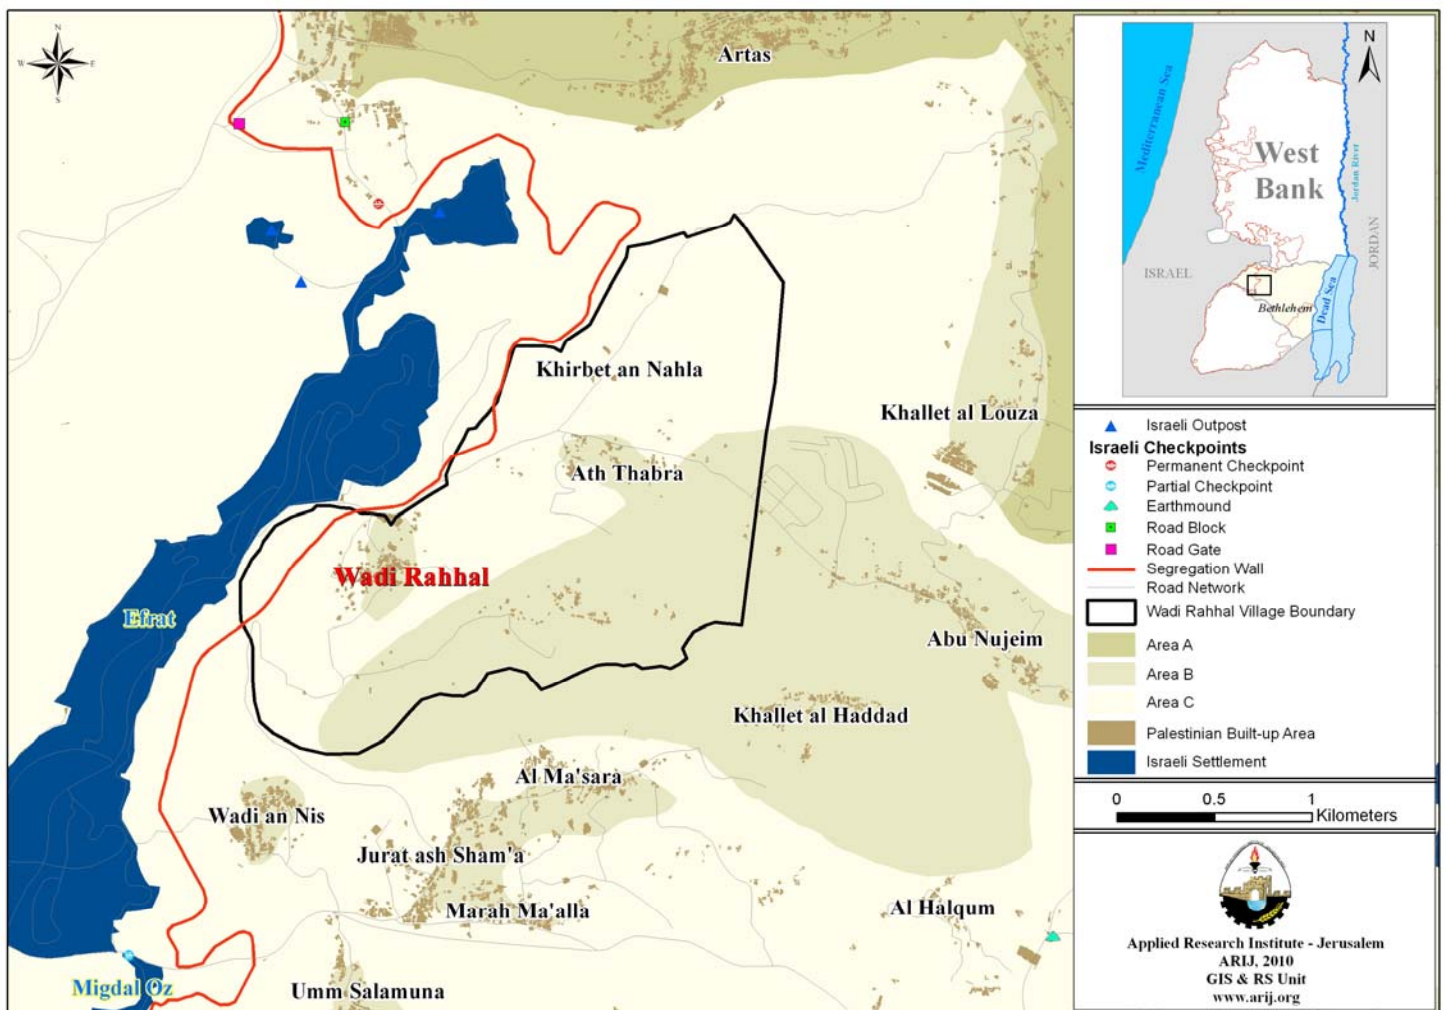 N
W
E
S
Artas
Khirbet an Nahla
Khallet al Louza
Ath Thabra
Wadi Rahhal
Efrat
Abu Nujeim
Khallet al Haddad
Al Ma'sara
Wadi an Nis
Jurat ash Sham'a
Marah Ma'alla
Al Halqum
Migdal Oz
Umm Salamuna
N
Mediterranean Sea
West
Bank
Jordan River
JORDAN
ISRAEL
Bethlehem
Dead Sea
Israeli Outpost
Israeli Checkpoints
Permanent Checkpoint
Partial Checkpoint
Earthmound
Road Block
Road Gate
Segregation Wall
Road Network
Wadi Rahhal Village Boundary
Area A
Area B
Area C
Palestinian Built-up Area
Israeli Settlement
0 0.5 1
Kilometers
Applied Research Institute - Jerusalem
ARIJ, 2010
GIS & RS Unit
www.arij.org